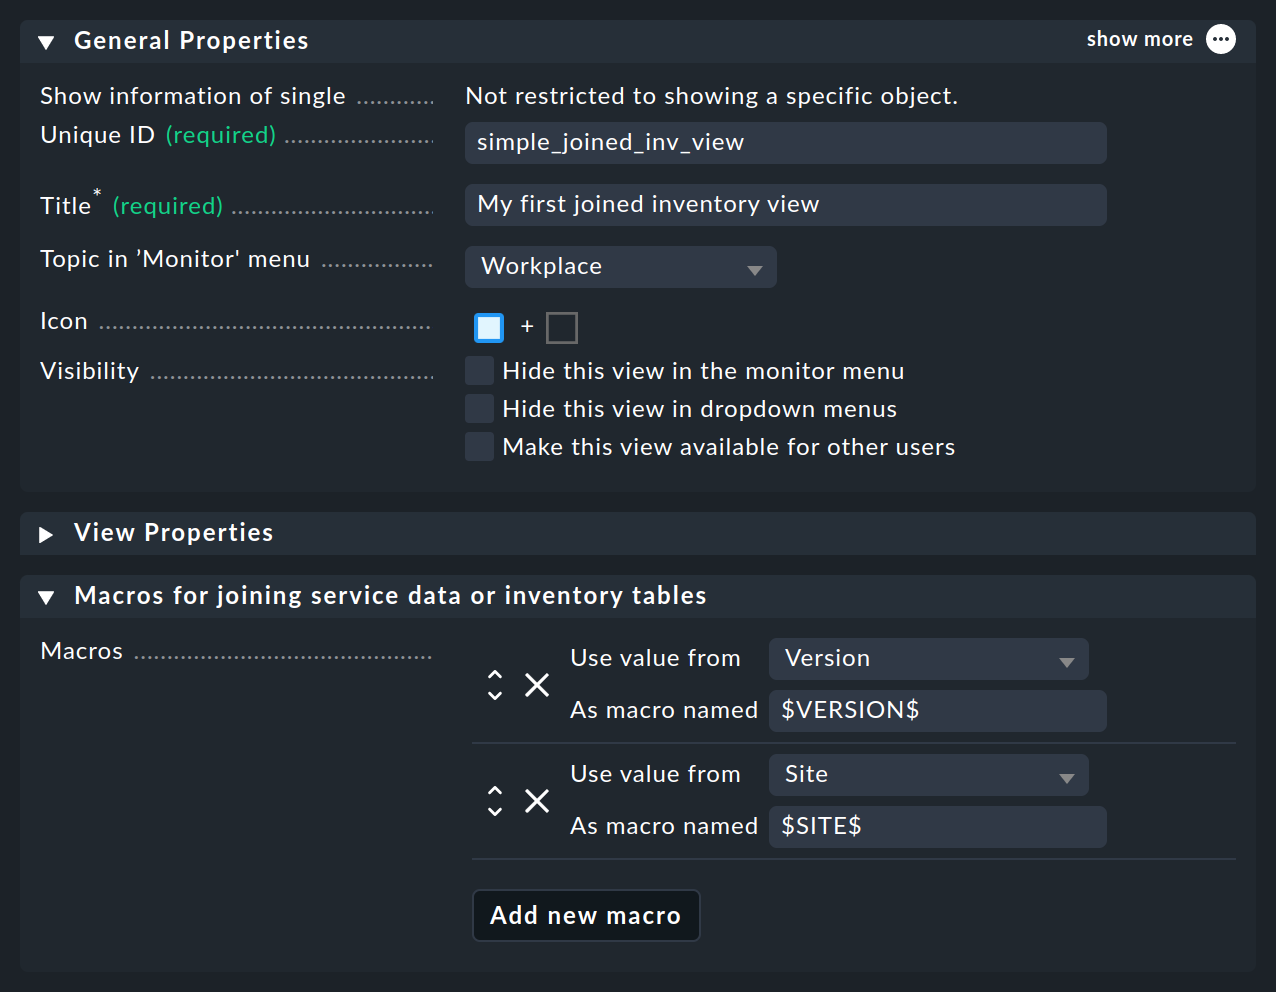 General Properties
show more
Show information of single
Not restricted to showing a specific object.
Unique ID (required)
simple_joined_inv_view
Title* (required)
My first joined inventory view
Topic in ’Monitor' menu
Workplace
Icon
+
Visibility
Hide this view in the monitor menu
Hide this view in dropdown menus
Make this view available for other users
View Properties
Macros for joining service data or inventory tables
Macros
Use value from Version
As macro named $VERSION$
Use value from Site
As macro named $SITE$
Add new macro